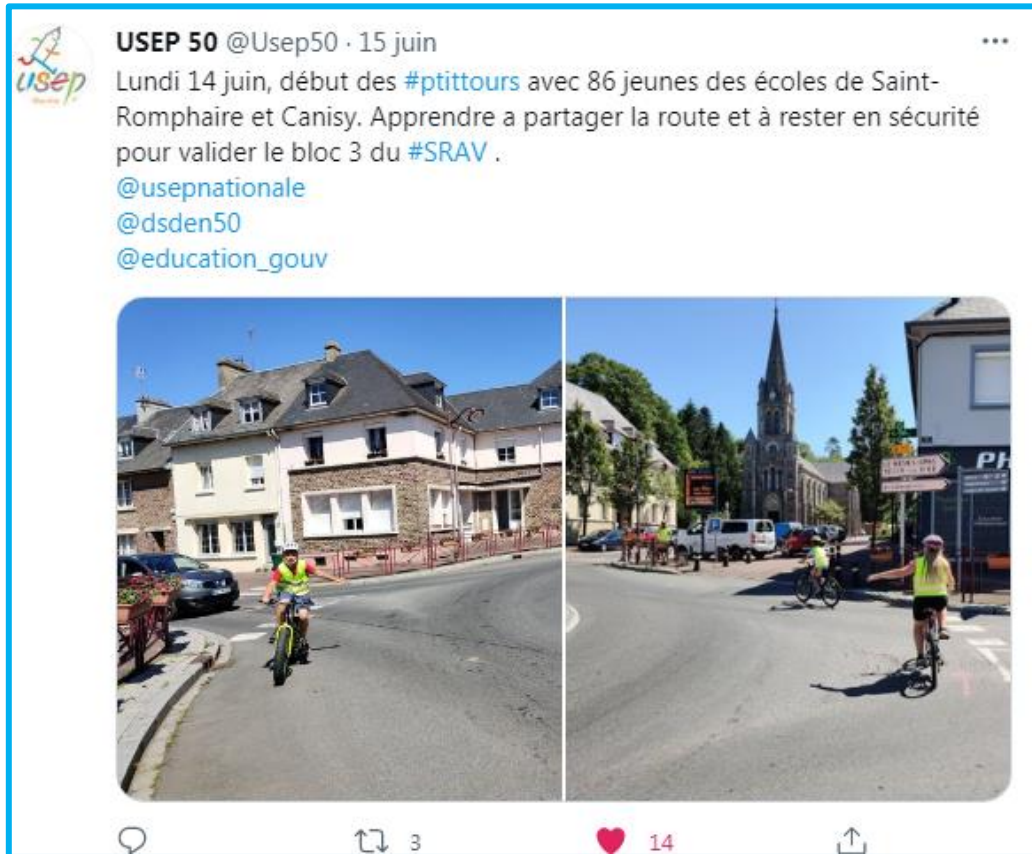 USEP 50 @Usep50 · 15 juin
usep
Lundi 14 juin, début des #ptittours avec 86 jeunes des écoles de Saint-
Romphaire et Canisy. Apprendre a partager la route et à rester en sécurité
pour valider le bloc 3 du #SRAV .
@usepnationale
@dsden50
@education_gouv
PH
3
14